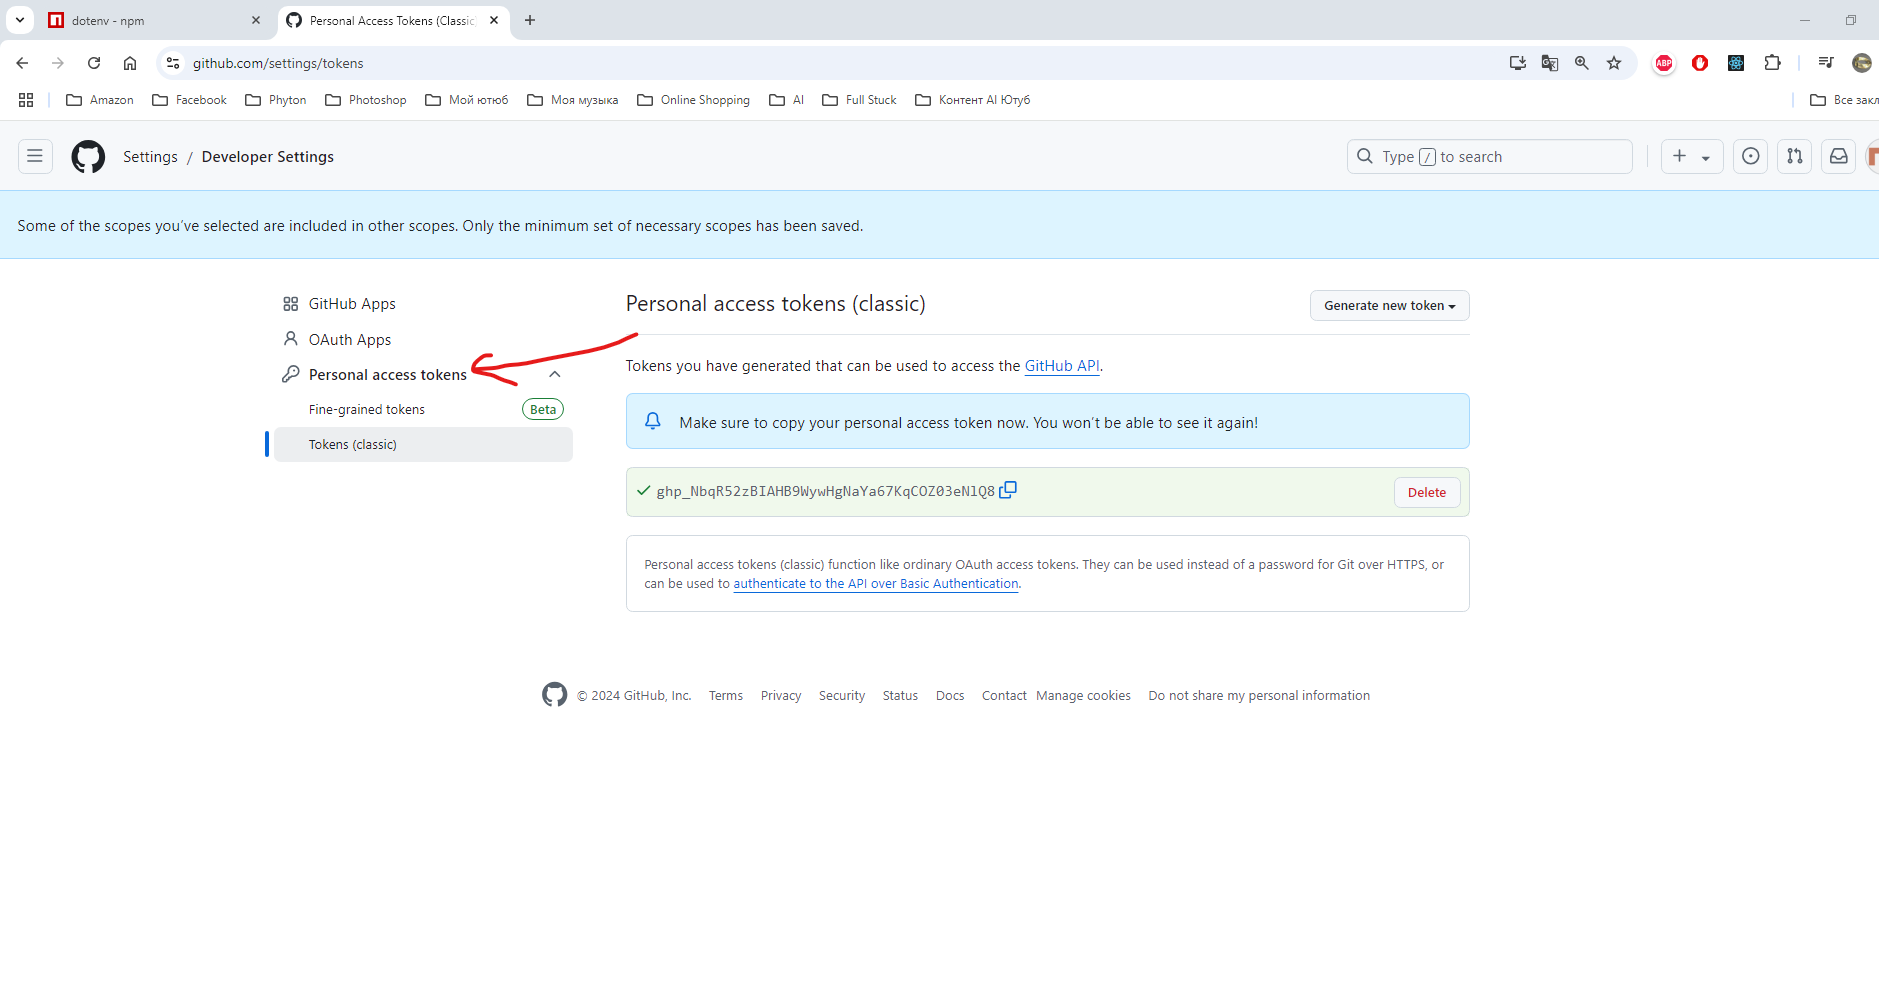 dotenv - npm
Personal Access Tokens (Classic
github.com/settings/tokens
Amazon Facebook Phyton Photoshop Мой ютюб Моя музыка Online Shopping AI Full Stuck Контент AI Ютуб Все закл
Settings / Developer Settings
Type / to search
Some of the scopes you've selected are included in other scopes. Only the minimum set of necessary scopes has been saved.
GitHub Apps
OAuth Apps
Personal access tokens
Fine-grained tokens Beta
Tokens (classic)
Personal access tokens (classic)
Generate new token
Tokens you have generated that can be used to access the GitHub API.
ABP
Make sure to copy your personal access token now. You won't be able to see it again!
ghp_[access token redacted] Delete
Personal access tokens (classic) function like ordinary OAuth access tokens. They can be used instead of a password for Git over HTTPS, or
can be used to authenticate to the API over Basic Authentication.
© 2024 GitHub, Inc. Terms Privacy Security Status Docs Contact Manage cookies Do not share my personal information